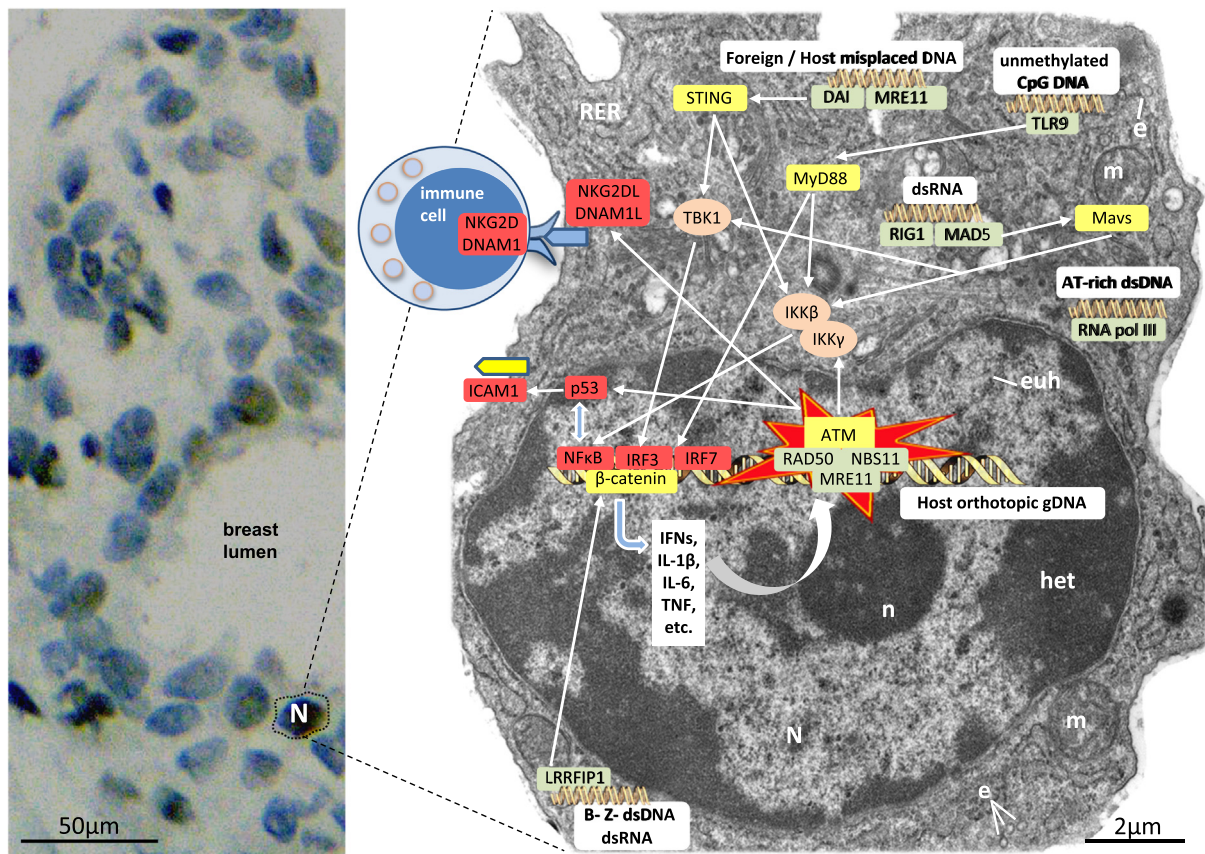 breast
lumen
N
50µm
Foreign / Host misplaced DNA
DAI
MRE11
STING
unmethylated
CpG DNA
TLR9
RER
e
m
MyD88
dsRNA
RIG1
MAD5
Mavs
immune
cell
NKG2D
DNAM1
NKG2DL
DNAM1L
TBK1
AT-rich dsDNA
RNA pol III
IKKβ
IKKγ
euh
ICAM1
p53
ATM
RAD50
NBS11
MRE11
NFκB
IRF3
IRF7
β-catenin
Host orthotopic gDNA
IFNs,
IL-1β,
IL-6,
TNF,
etc.
n
het
N
m
e
LRRFIP1
B- Z- dsDNA
dsRNA
2µm